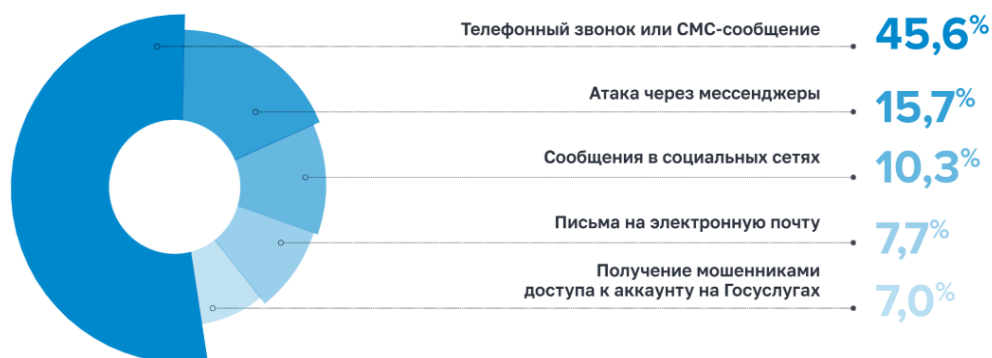 Телефонный звонок или СМС-сообщение 45,6%
Атака через мессенджеры 15,7%
Сообщения в социальных сетях 10,3%
Письма на электронную почту 7,7%
Получение мошенниками
доступа к аккаунту на Госуслугах 7,0%